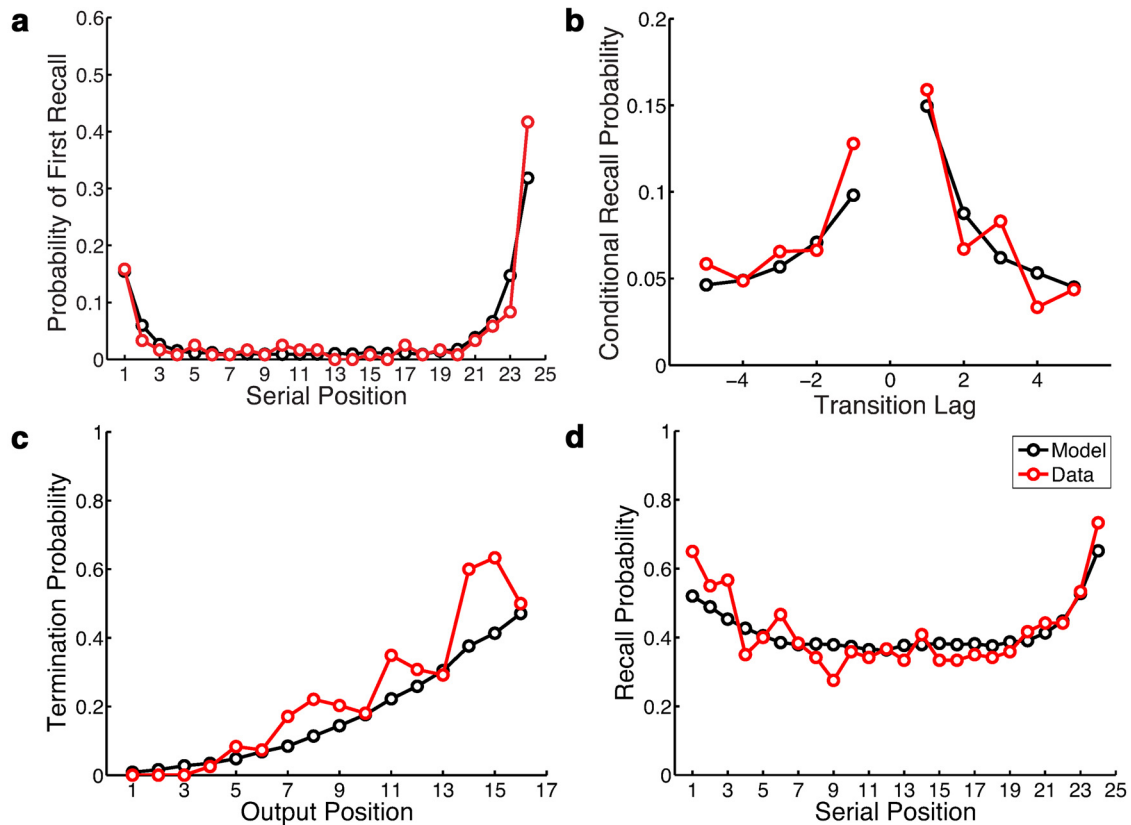 a
Probability of First Recall
0.6
0.5
0.4
0.3
0.2
0.1
0
1 3 5 7 9 11 13 15 17 19 21 23 25
Serial Position
b
Conditional Recall Probability
0.2
0.15
0.1
0.05
0
−4 −2 0 2 4
Transition Lag
c
Termination Probability
1
0.8
0.6
0.4
0.2
0
1 3 5 7 9 11 13 15 17
Output Position
d
Recall Probability
1
0.8
0.6
0.4
0.2
0
Model
Data
1 3 5 7 9 11 13 15 17 19 21 23 25
Serial Position